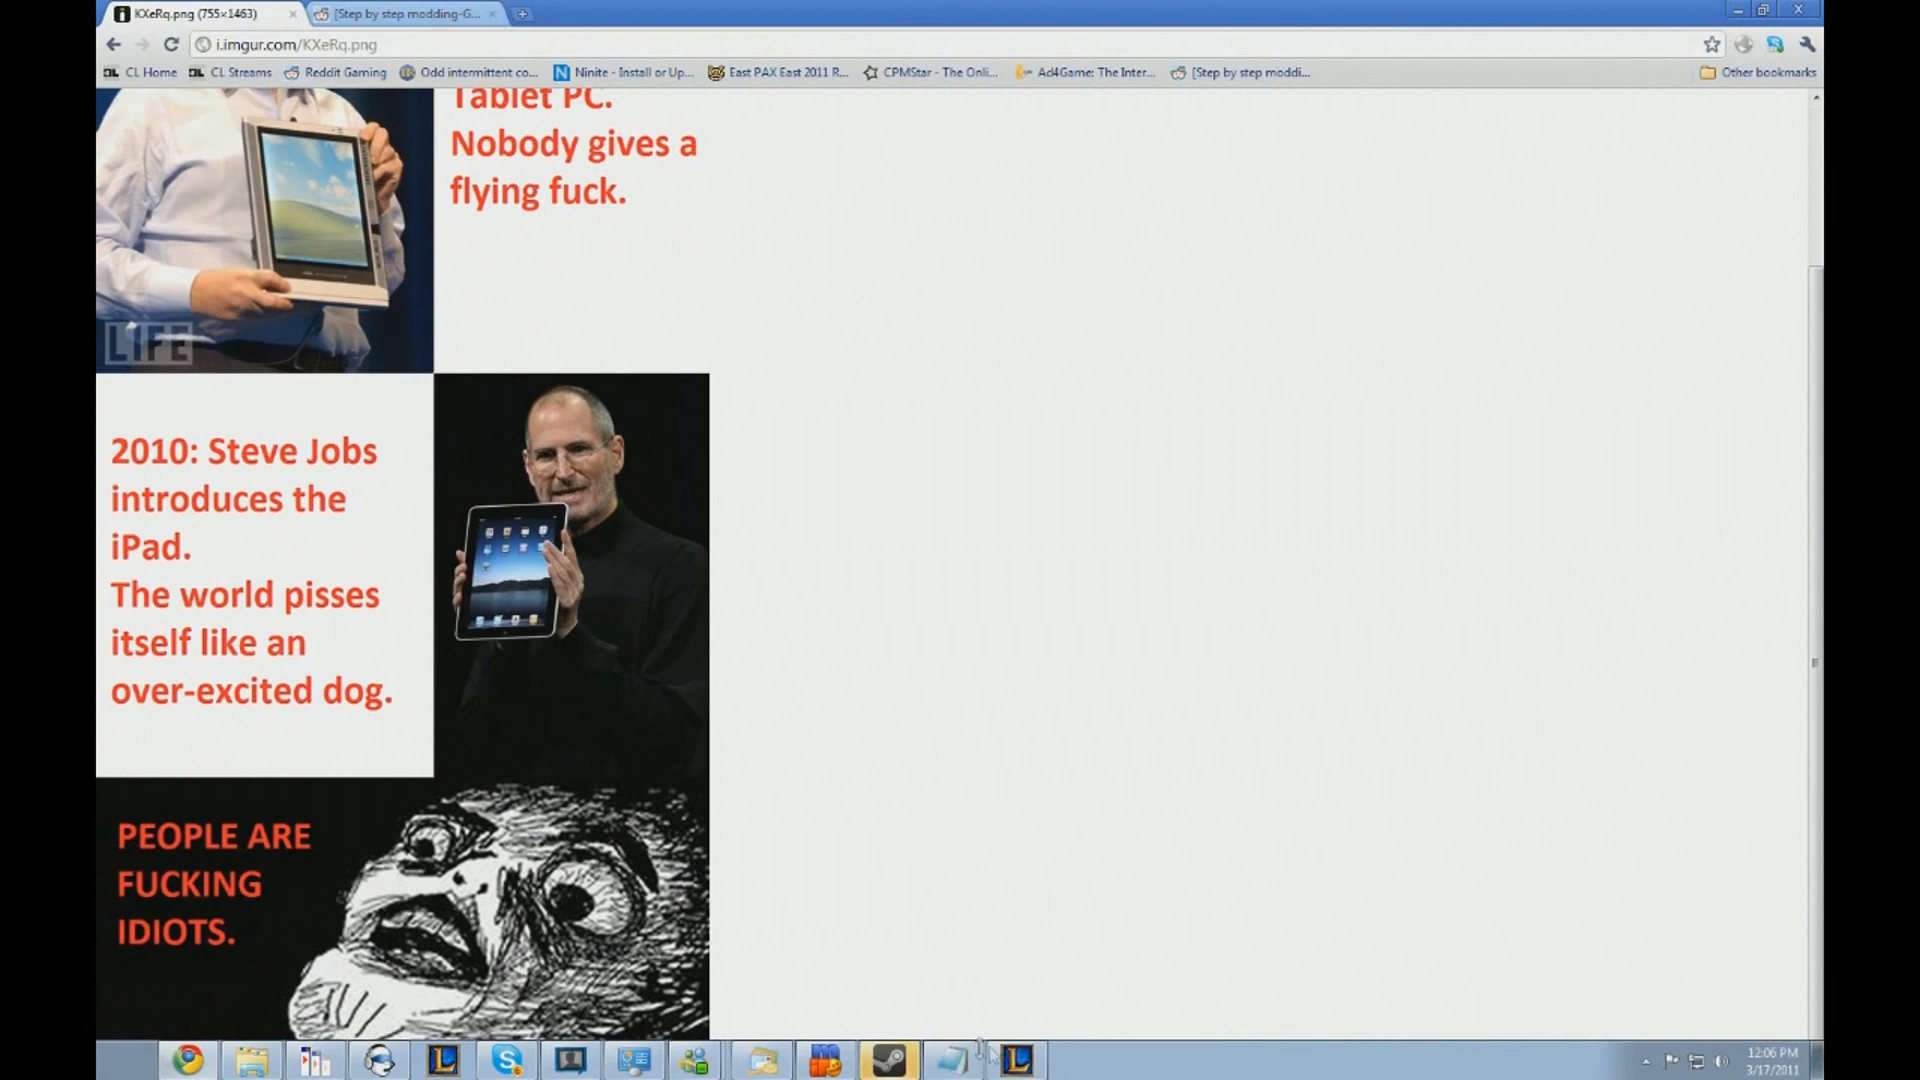 KXeRq.png (755×1463)
[Step by step modding-G...
i.imgur.com/KXeRq.png
CL Home
CL Streams
Reddit Gaming
Odd intermittent co...
Ninite - Install or Up...
East PAX East 2011 R...
CPMStar - The Onli...
Ad4Game: The Inter...
[Step by step moddi...
Other bookmarks
Tablet PC.
Nobody gives a
flying fuck.
LIFE
2010: Steve Jobs
introduces the
iPad.
The world pisses
itself like an
over-excited dog.
PEOPLE ARE
FUCKING
IDIOTS.
12:06 PM
3/17/2011